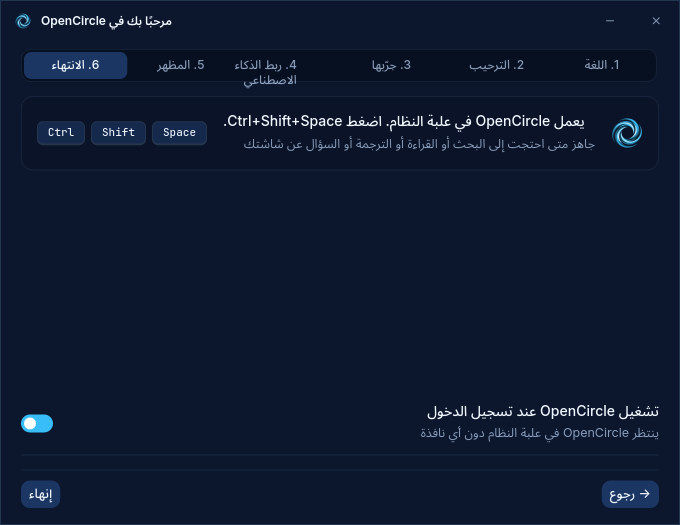 مرحبًا بك في OpenCircle
1. اللغة
2. الترحيب
3. جرّبها
4. ربط الذكاء
الاصطناعي
5. المظهر
6. الانتهاء
يعمل OpenCircle في علبة النظام. اضغط Ctrl+Shift+Space.
جاهز متى احتجت إلى البحث أو القراءة أو الترجمة أو السؤال عن شاشتك
Ctrl Shift Space
تشغيل OpenCircle عند تسجيل الدخول
ينتظر OpenCircle في علبة النظام دون أي نافذة
→ رجوع
إنهاء